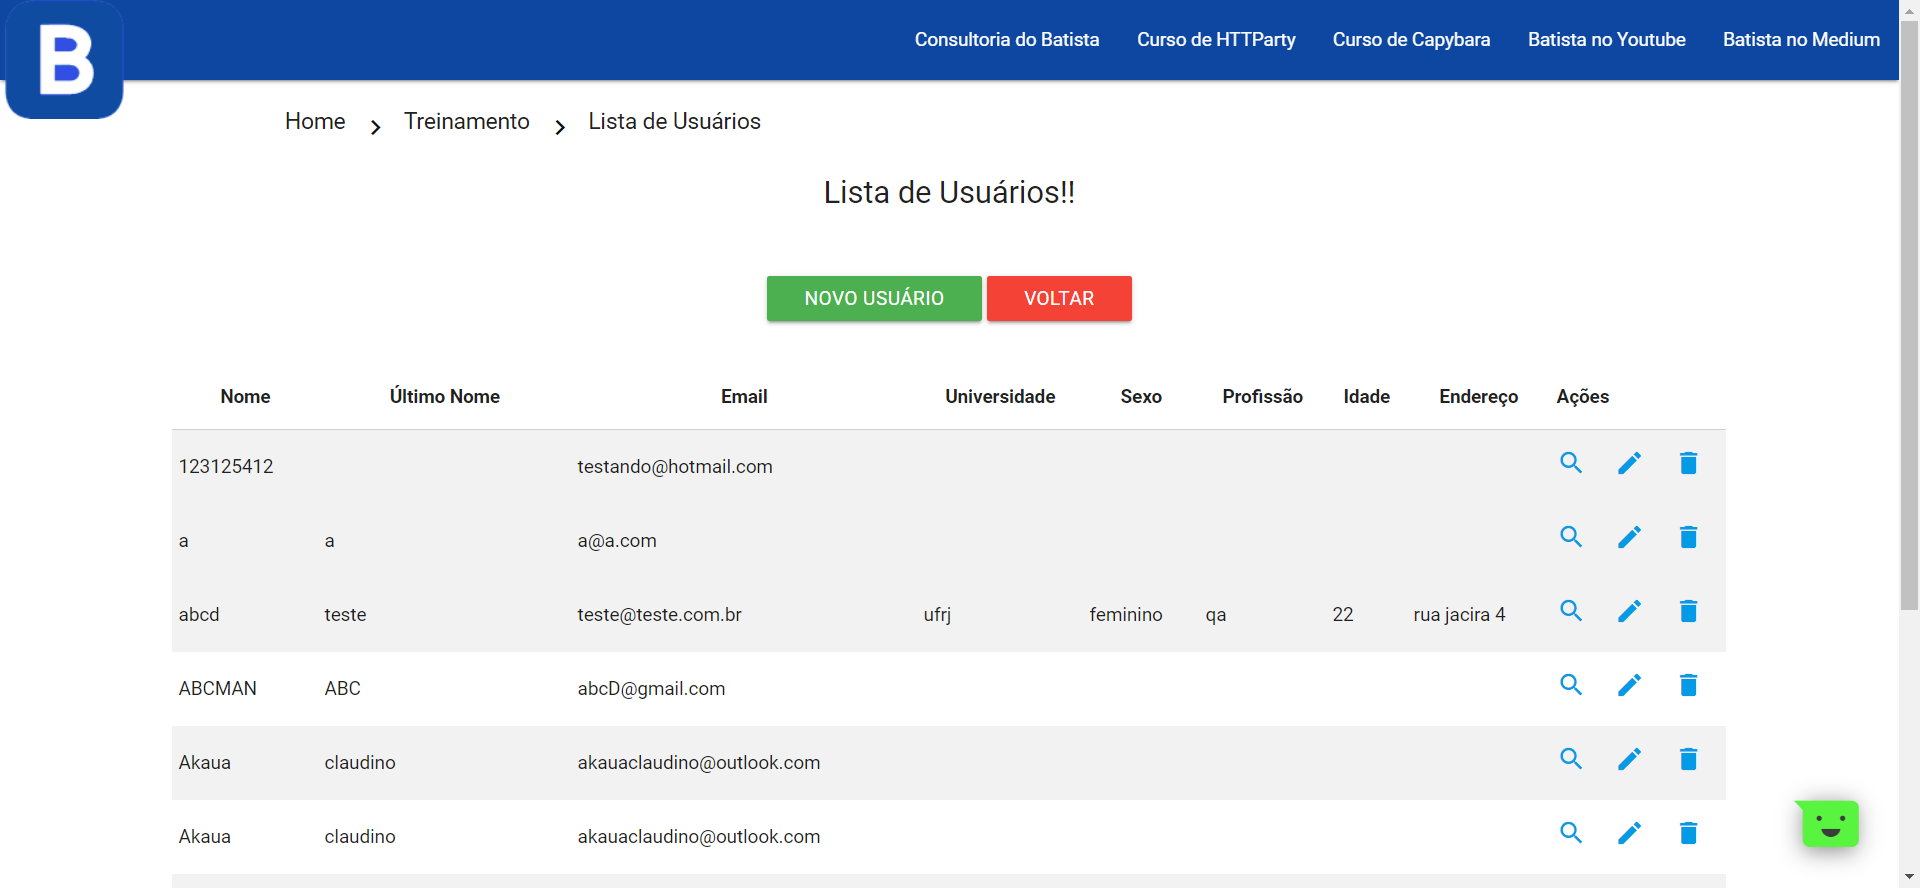 B
Consultoria do Batista Curso de HTTParty Curso de Capybara Batista no Youtube Batista no Medium
Home Treinamento Lista de Usuários
Lista de Usuários!!
NOVO USUÁRIO VOLTAR
Nome Último Nome Email Universidade Sexo Profissão Idade Endereço Ações
123125412 testando@hotmail.com
a a a@a.com
abcd teste teste@teste.com.br ufrj feminino qa 22 rua jacira 4
ABCMAN ABC abcD@gmail.com
Akaua claudino akauaclaudino@outlook.com
Akaua claudino akauaclaudino@outlook.com